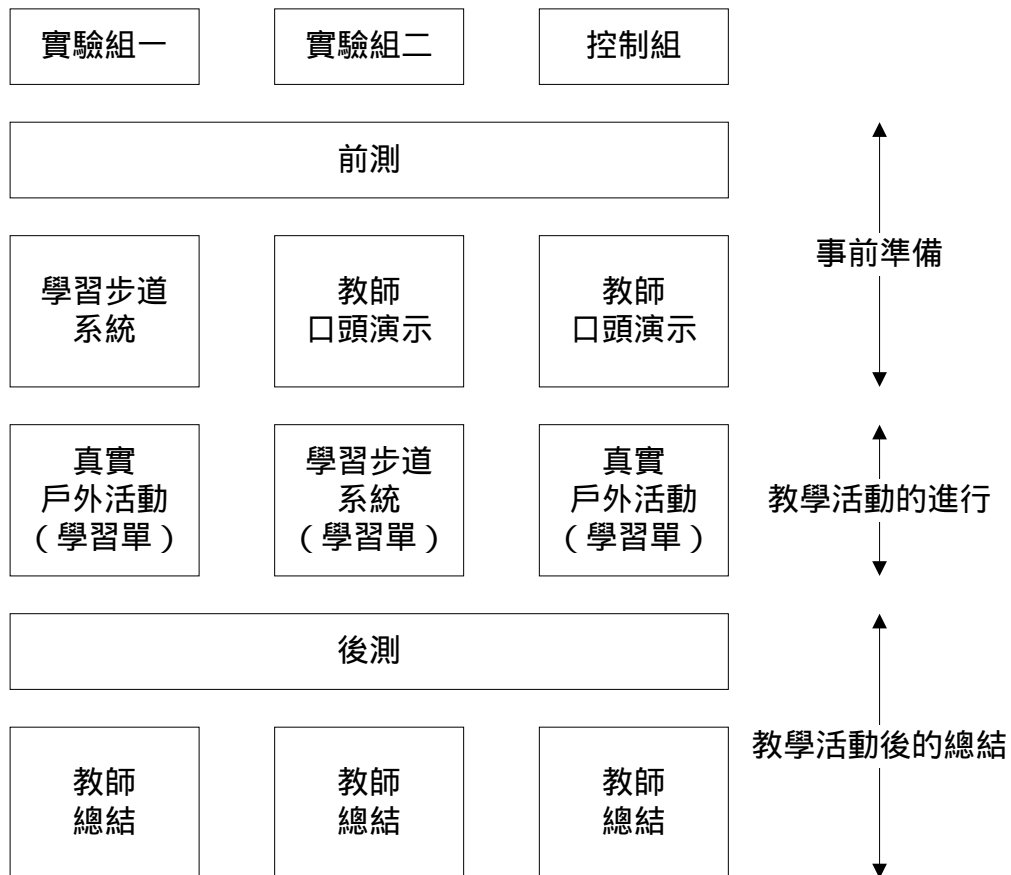 實驗組一
實驗組二
控制組
前測
事前準備
學習步道
系統
教師
口頭演示
教師
口頭演示
真實
戶外活動
（學習單）
學習步道
系統
（學習單）
真實
戶外活動
（學習單）
教學活動的進行
後測
教學活動後的總結
教師
總結
教師
總結
教師
總結